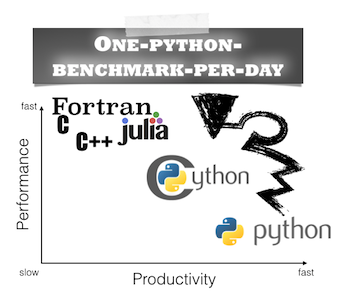 ONE-PYTHON-
BENCHMARK-PER-DAY
fast
Fortran
C
C++
julia
Cython
python
Performance
slow
fast
Productivity